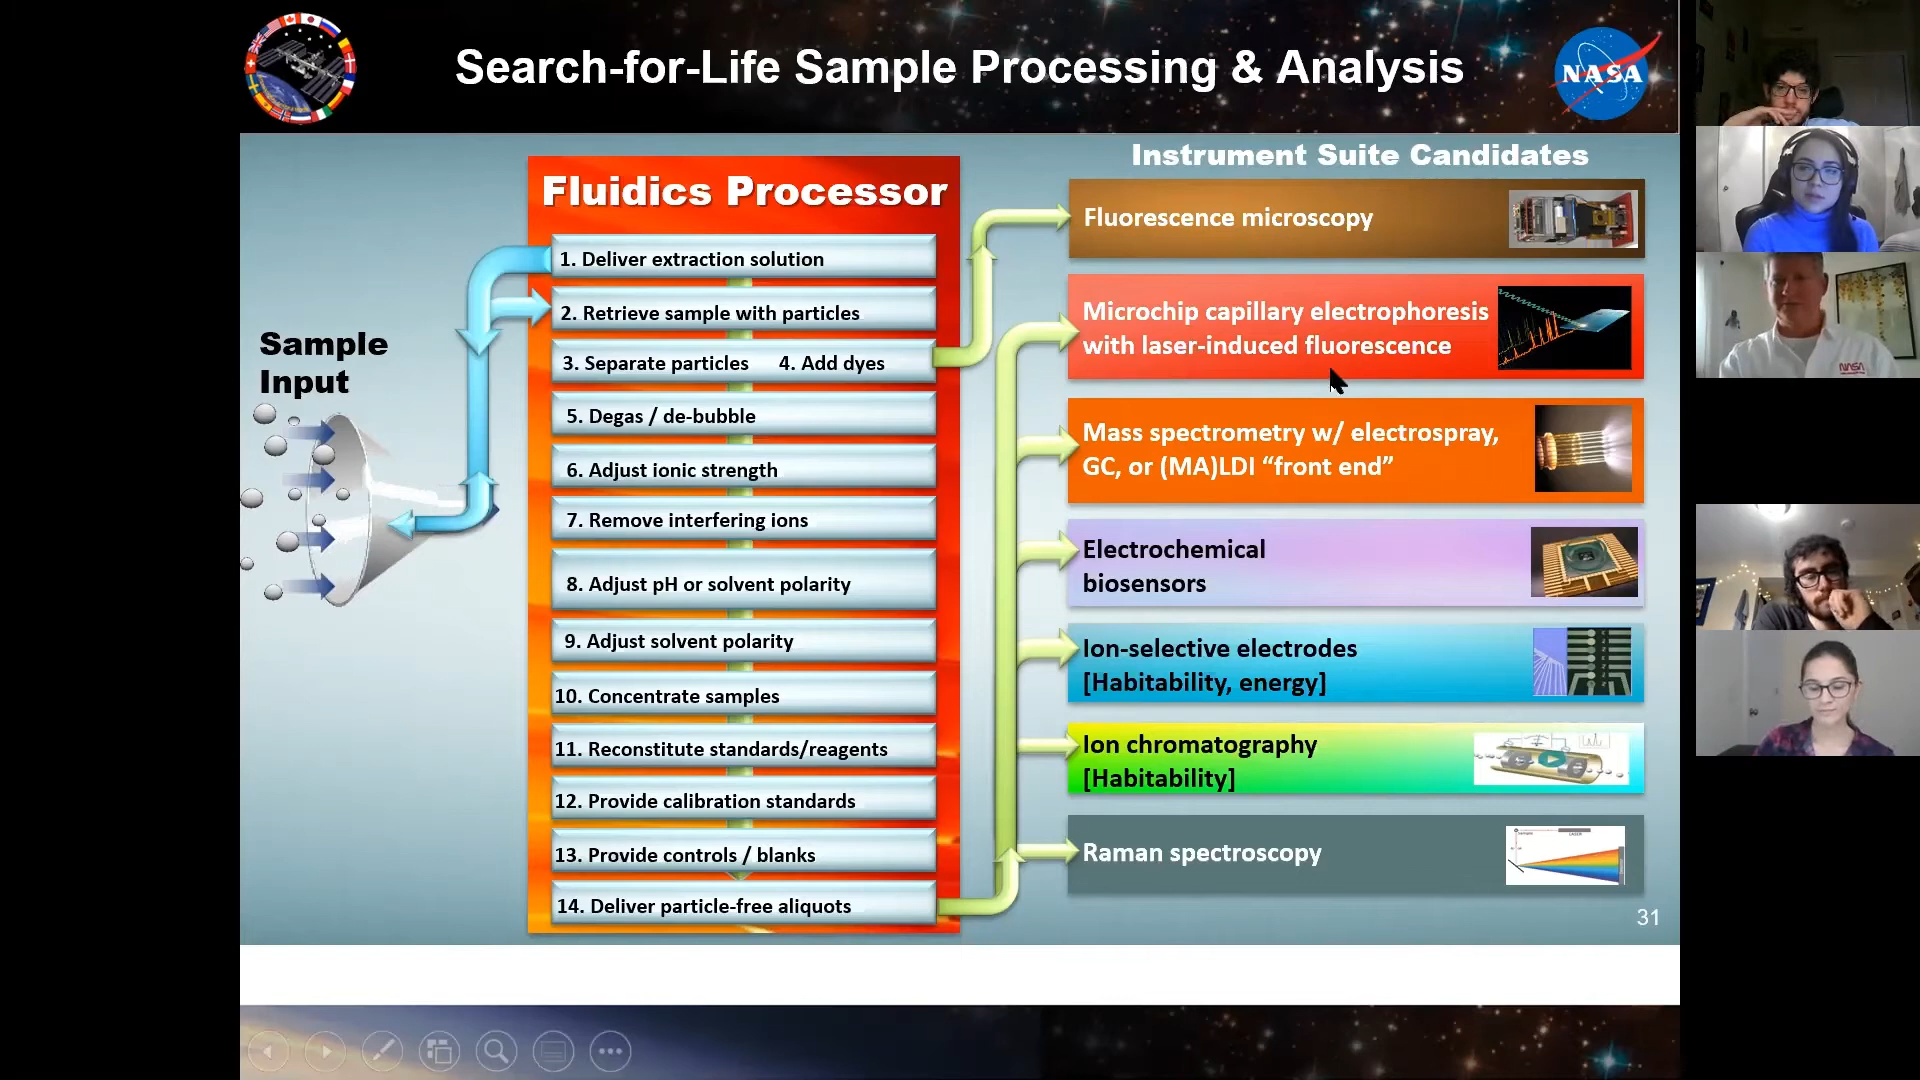 Search-for-Life Sample Processing & Analysis
NASA
Instrument Suite Candidates
Fluidics Processor
Sample
Input
1. Deliver extraction solution
2. Retrieve sample with particles
3. Separate particles 4. Add dyes
5. Degas / de-bubble
6. Adjust ionic strength
7. Remove interfering ions
8. Adjust pH or solvent polarity
9. Adjust solvent polarity
10. Concentrate samples
11. Reconstitute standards/reagents
12. Provide calibration standards
13. Provide controls / blanks
14. Deliver particle-free aliquots
Fluorescence microscopy
Microchip capillary electrophoresis
with laser-induced fluorescence
Mass spectrometry w/ electrospray,
GC, or (MA)LDI “front end”
Electrochemical
biosensors
Ion-selective electrodes
[Habitability, energy]
Ion chromatography
[Habitability]
Raman spectroscopy
31
NASA